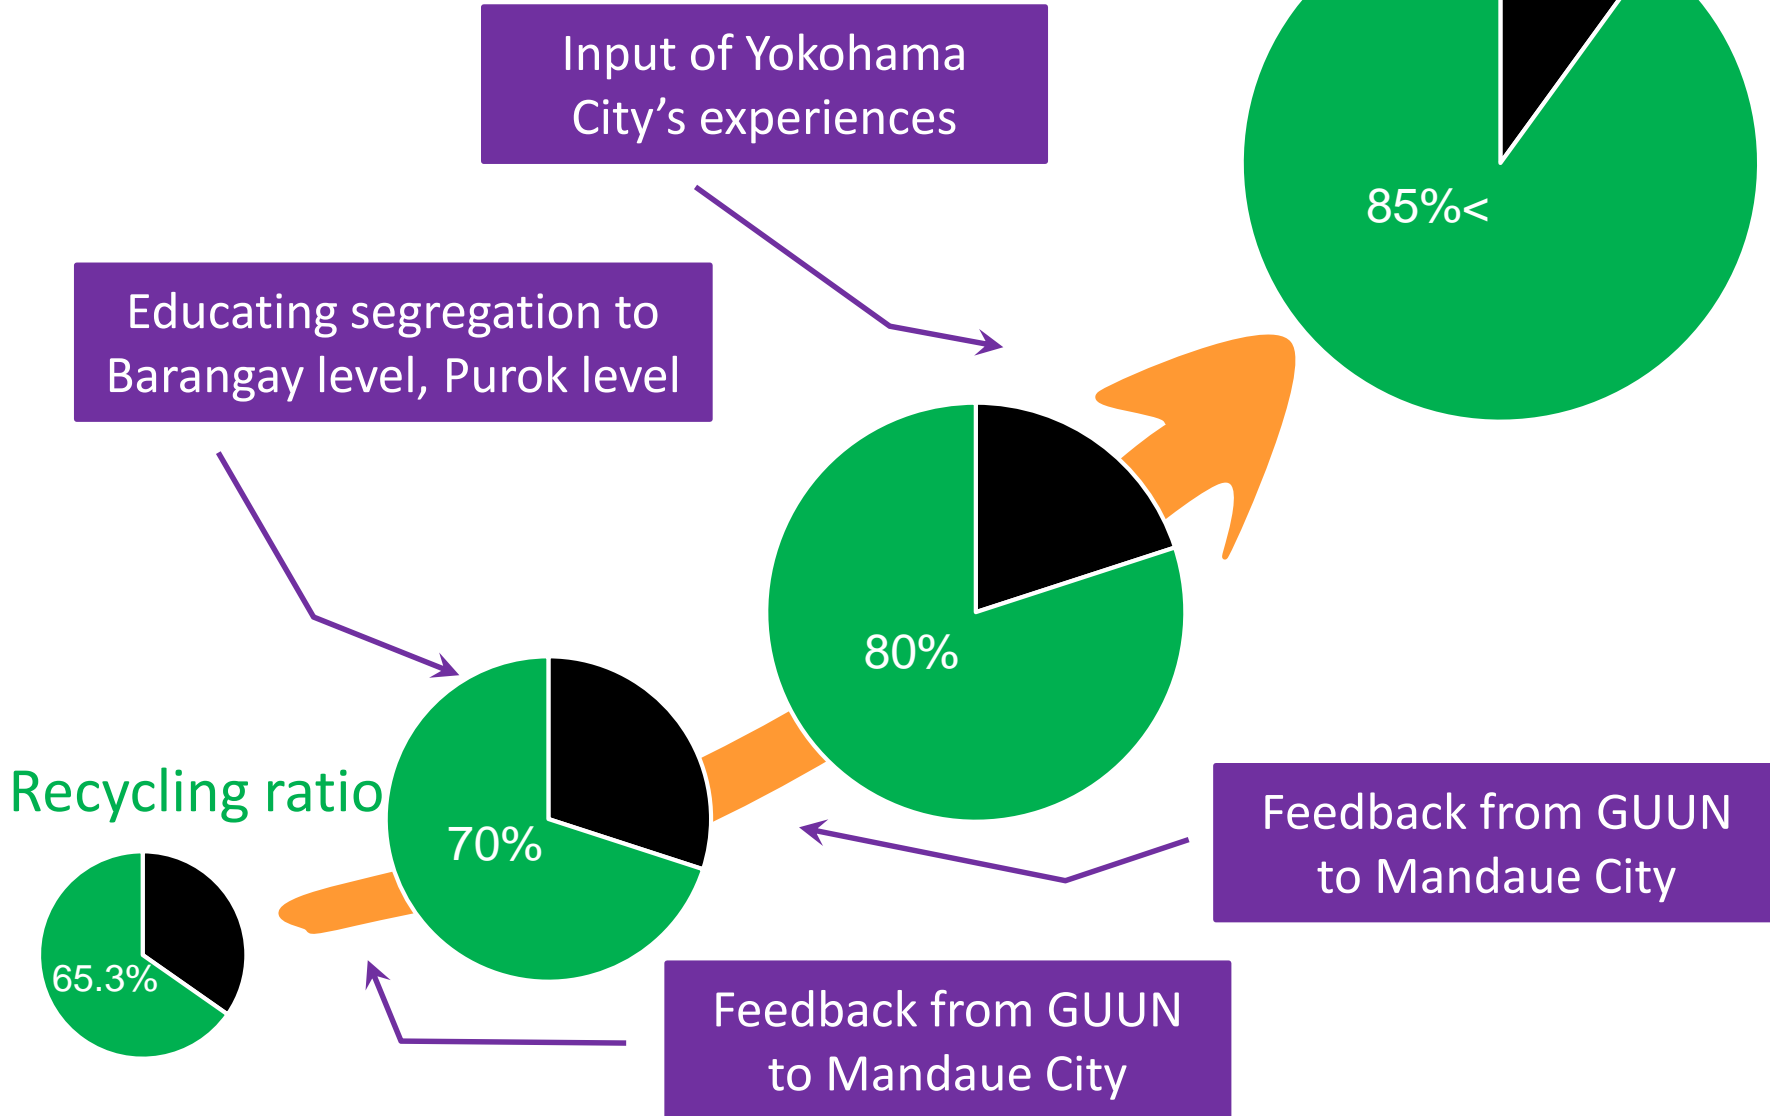 Input of Yokohama
City’s experiences
85%<
Educating segregation to
Barangay level, Purok level
80%
Recycling ratio
70%
Feedback from GUUN
to Mandaue City
65.3%
Feedback from GUUN
to Mandaue City